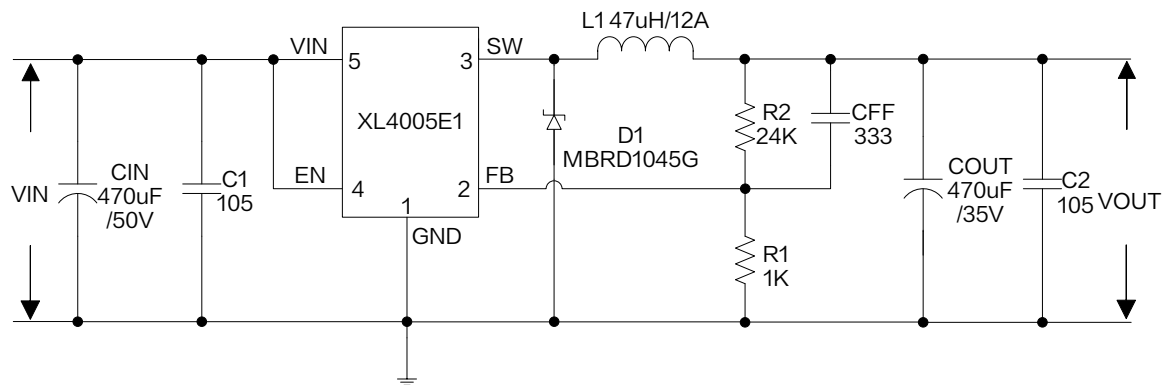 L1 47uH/12A
VIN
SW
5
3
XL4005E1
R2
24K
CFF
333
D1
MBRD1045G
EN
FB
4
2
1
GND
VIN
CIN
470uF
/50V
C1
105
COUT
470uF
/35V
C2
105
VOUT
R1
1K